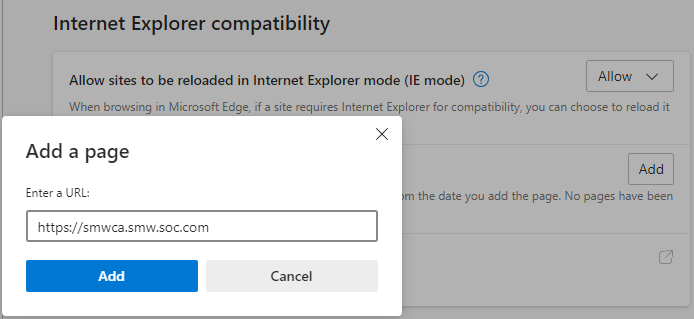 Internet Explorer compatibility
Allow sites to be reloaded in Internet Explorer mode (IE mode)
Allow
When browsing in Microsoft Edge, if a site requires Internet Explorer for compatibility, you can choose to reload it
Add a page
Add
Enter a URL:
om the date you add the page. No pages have been
https://smwca.smw.soc.com
Add
Cancel